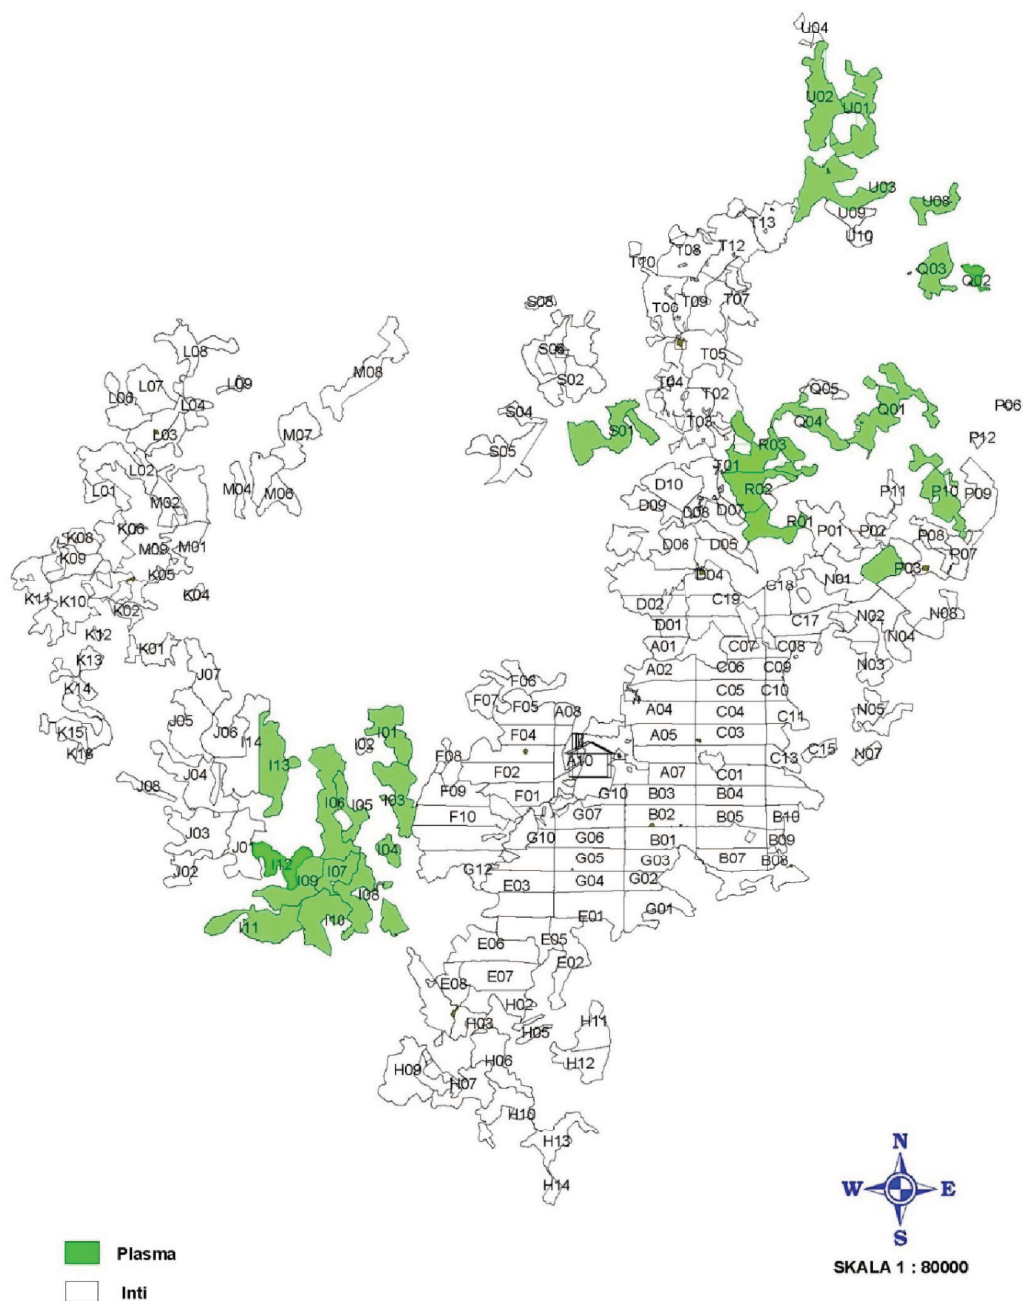 U04
U02
U01
U03
U08
U09
U10
T13
T12
T08
T10
Q03
Q02
T07
T09
T06
S08
S06
S02
T05
T04
T02
T03
T01
S04
S05
S01
Q05
Q04
Q01
P06
P12
R03
R02
R01
L08
L07
L06
L09
L04
L03
L02
L01
M08
M07
M04
M06
M02
M01
M09
K06
K08
K09
K05
K04
K11
K10
K02
K12
K01
K13
K14
K15
K16
D10
D09
D08
D07
D06
D05
D04
D02
D01
P11
P10
P09
P01
P02
P08
P07
P03
N01
N02
N08
N04
N03
N05
N07
C18
C19
C17
C07
C08
C06
C09
C05
C10
C04
C11
C03
C15
C13
C01
A01
A02
A04
A05
A07
A08
A10
J07
J05
J06
J04
J08
J03
J01
J02
I14
I13
I02
I01
I03
I06
I05
I04
I12
I09
I07
I08
I10
I11
F06
F07
F05
F04
F08
F02
F09
F01
F10
G10
G07
G10
G06
G05
G03
G12
G04
G02
G01
B03
B04
B02
B05
B10
B01
B09
B07
B08
E03
E01
E06
E05
E02
E07
E08
H02
H03
H05
H11
H06
H12
H09
H07
H10
H13
H14
N
W E
S
SKALA 1 : 80000
Plasma
Inti